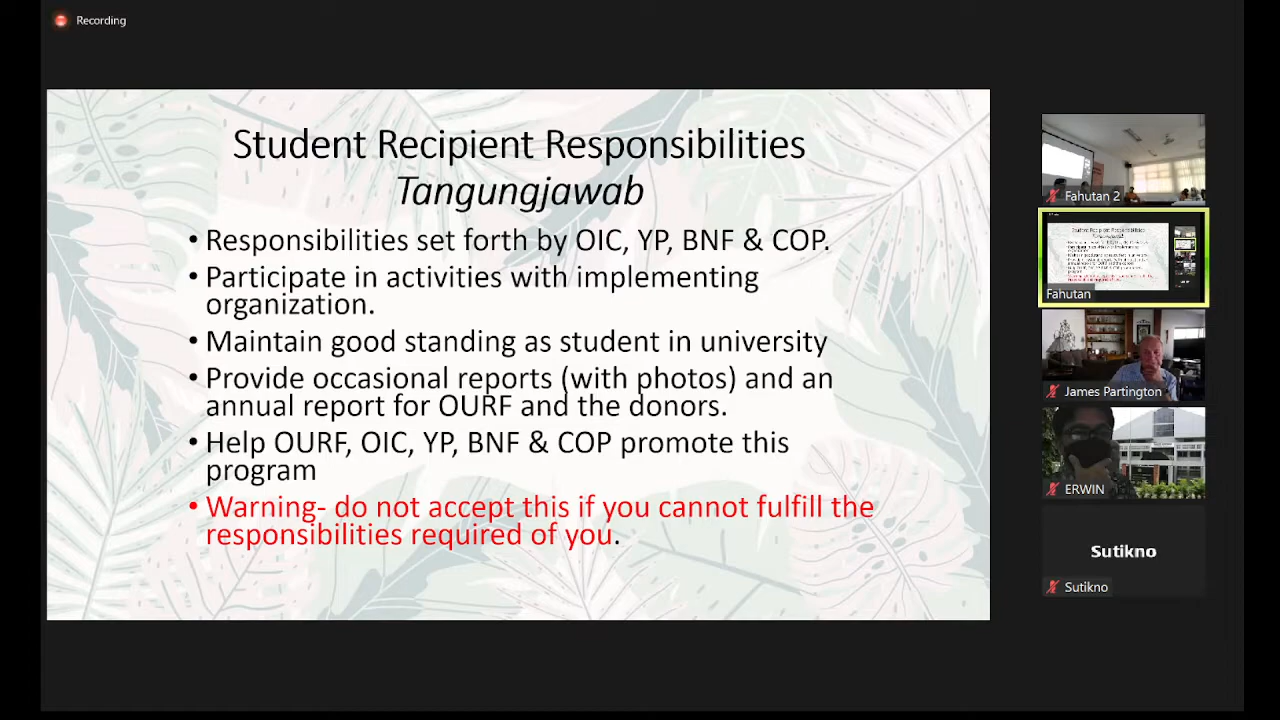 Recording
Student Recipient Responsibilities
Tangungjawab
• Responsibilities set forth by OIC, YP, BNF & COP.
• Participate in activities with implementing
organization.
• Maintain good standing as student in university
• Provide occasional reports (with photos) and an
annual report for OURF and the donors.
• Help OURF, OIC, YP, BNF & COP promote this
program
• Warning- do not accept this if you cannot fulfill the
responsibilities required of you.
Fahutan 2
Fahutan
James Partington
ERWIN
Sutikno
Sutikno